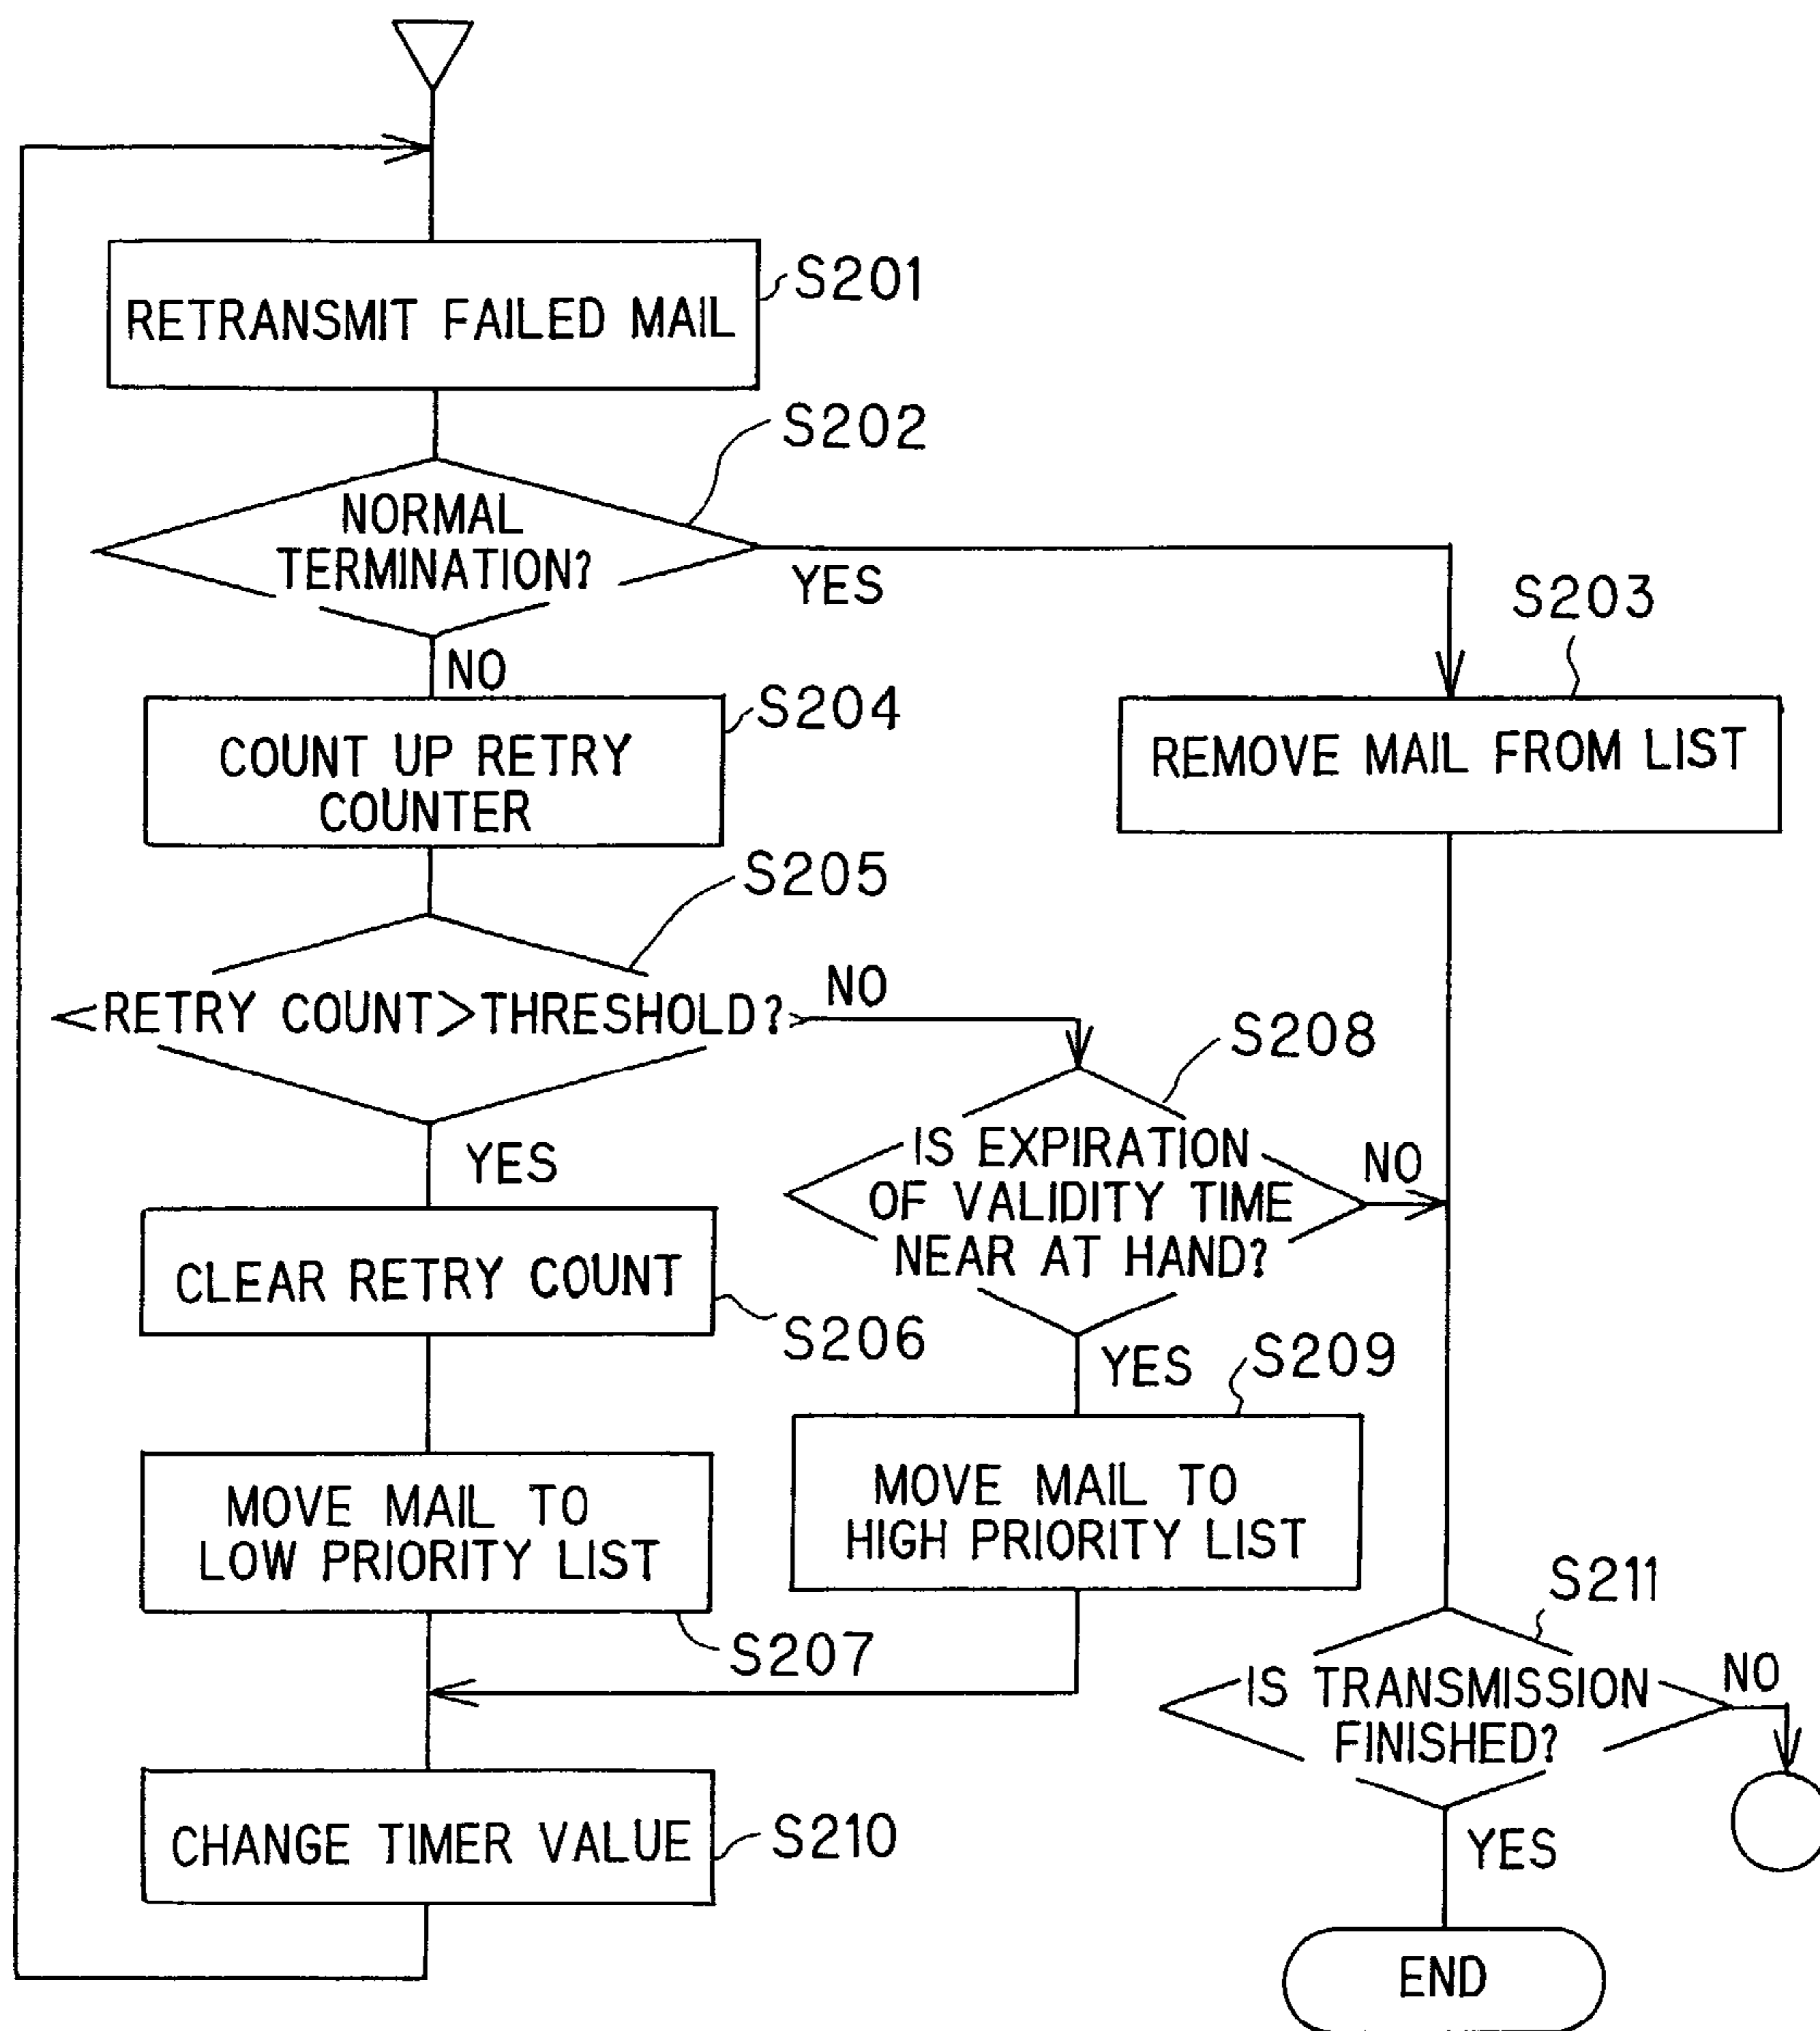 RETRANSMIT FAILED MAIL
S201
S202
NORMAL
TERMINATION?
YES
NO
S203
REMOVE MAIL FROM LIST
S204
COUNT UP RETRY
COUNTER
S205
RETRY COUNT>THRESHOLD?
NO
YES
S208
IS EXPIRATION
OF VALIDITY TIME
NEAR AT HAND?
NO
YES
CLEAR RETRY COUNT
S206
S209
MOVE MAIL TO
HIGH PRIORITY LIST
MOVE MAIL TO
LOW PRIORITY LIST
S207
S211
IS TRANSMISSION
FINISHED?
NO
YES
CHANGE TIMER VALUE
S210
END